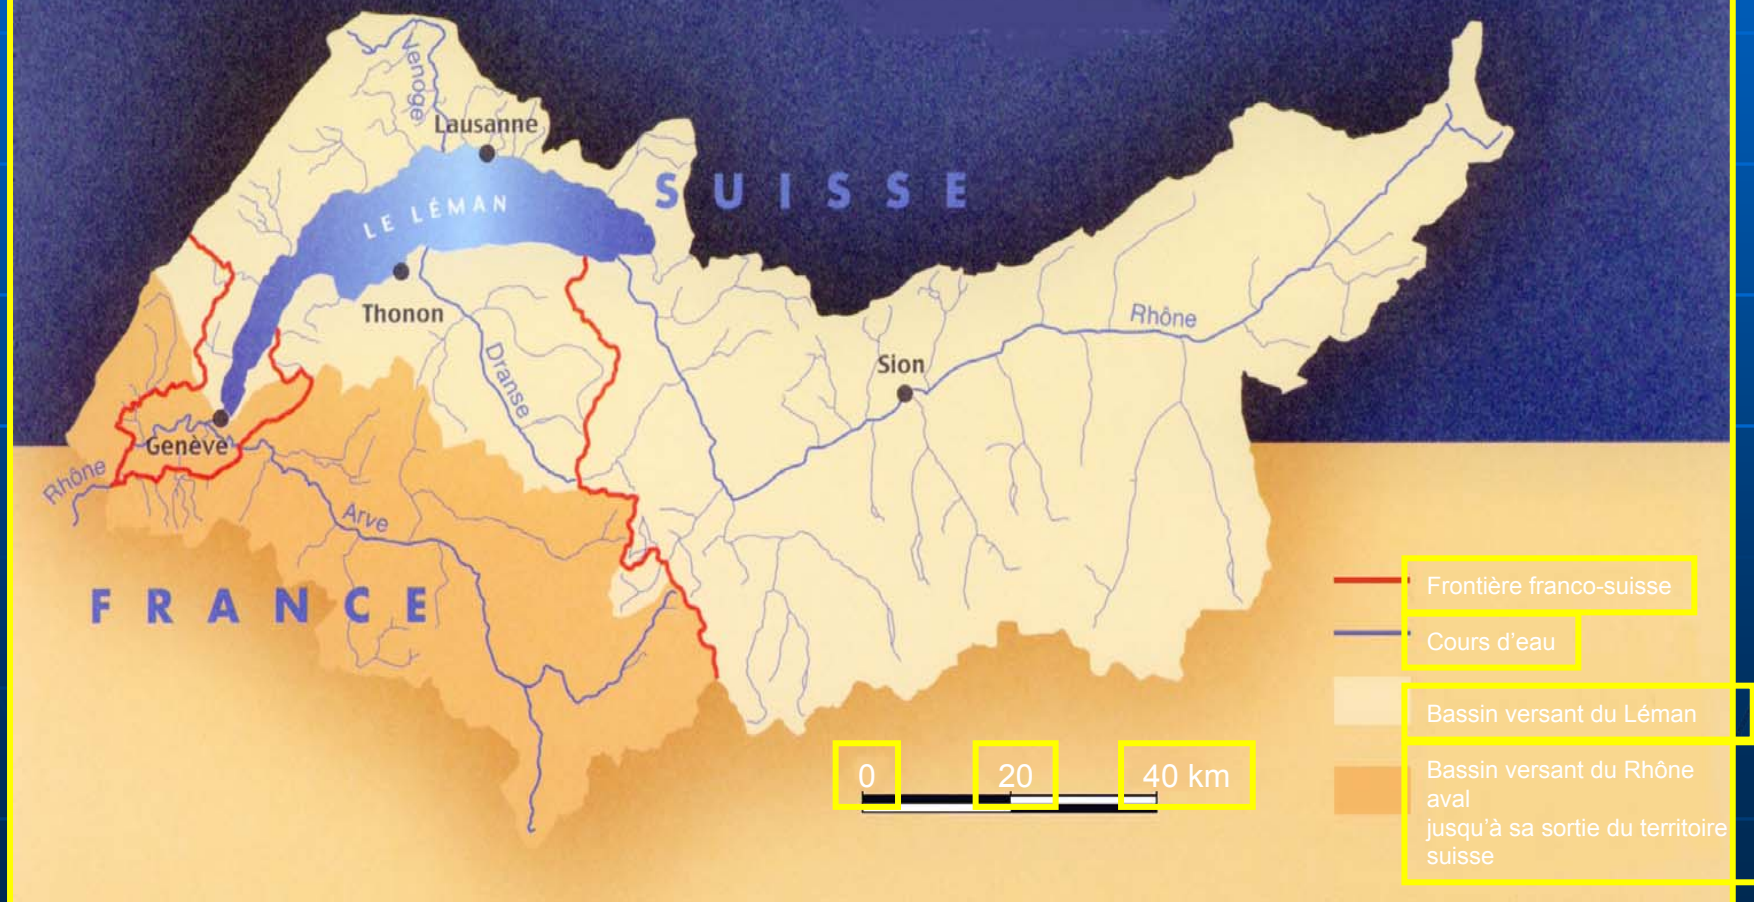 Venoge
Lausanne
SUISSE
LE LÉMAN
Thonon
Rhône
Dranse
Sion
Genève
Rhône
Arve
FRANCE
Frontière franco-suisse
Cours d’eau
Bassin versant du Léman
Bassin versant du Rhône
aval
jusqu’à sa sortie du territoire
suisse
0 20 40 km